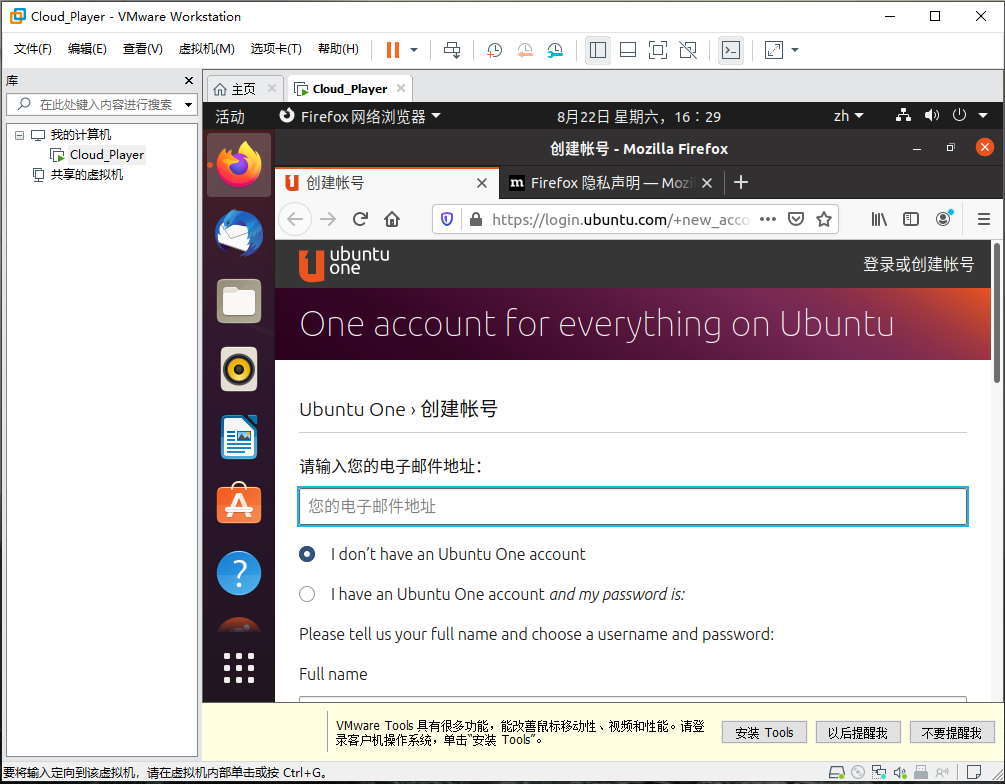 Cloud_Player - VMware Workstation
文件(F) 编辑(E) 查看(V) 虚拟机(M) 选项卡(T) 帮助(H)
库
在此处键入内容进行搜索
我的计算机
Cloud_Player
共享的虚拟机
主页
Cloud_Player
活动 Firefox 网络浏览器 8月22日 星期六，16：29 zh
创建帐号 - Mozilla Firefox
创建帐号
m Firefox 隐私声明 — Mozi
https://login.ubuntu.com/+new_acco
ubuntu
one
登录或创建帐号
One account for everything on Ubuntu
Ubuntu One › 创建帐号
请输入您的电子邮件地址：
您的电子邮件地址
I don’t have an Ubuntu One account
I have an Ubuntu One account and my password is:
Please tell us your full name and choose a username and password:
Full name
VMware Tools 具有很多功能，能改善鼠标移动性、视频和性能。请登
录客户机操作系统，单击“安装 Tools”。
安装 Tools
以后提醒我
不要提醒我
要将输入定向到该虚拟机，请在虚拟机内部单击或按 Ctrl+G。